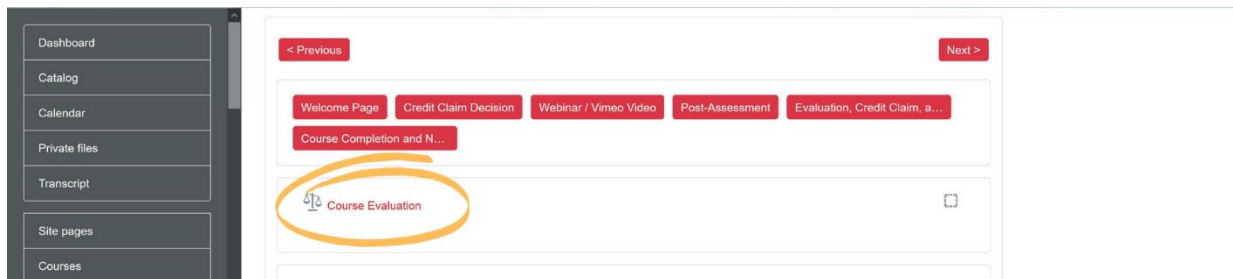 Dashboard
Catalog
Calendar
Private files
Transcript
Site pages
Courses
< Previous
Next >
Welcome Page
Credit Claim Decision
Webinar / Vimeo Video
Post-Assessment
Evaluation, Credit Claim, a...
Course Completion and N...
Course Evaluation